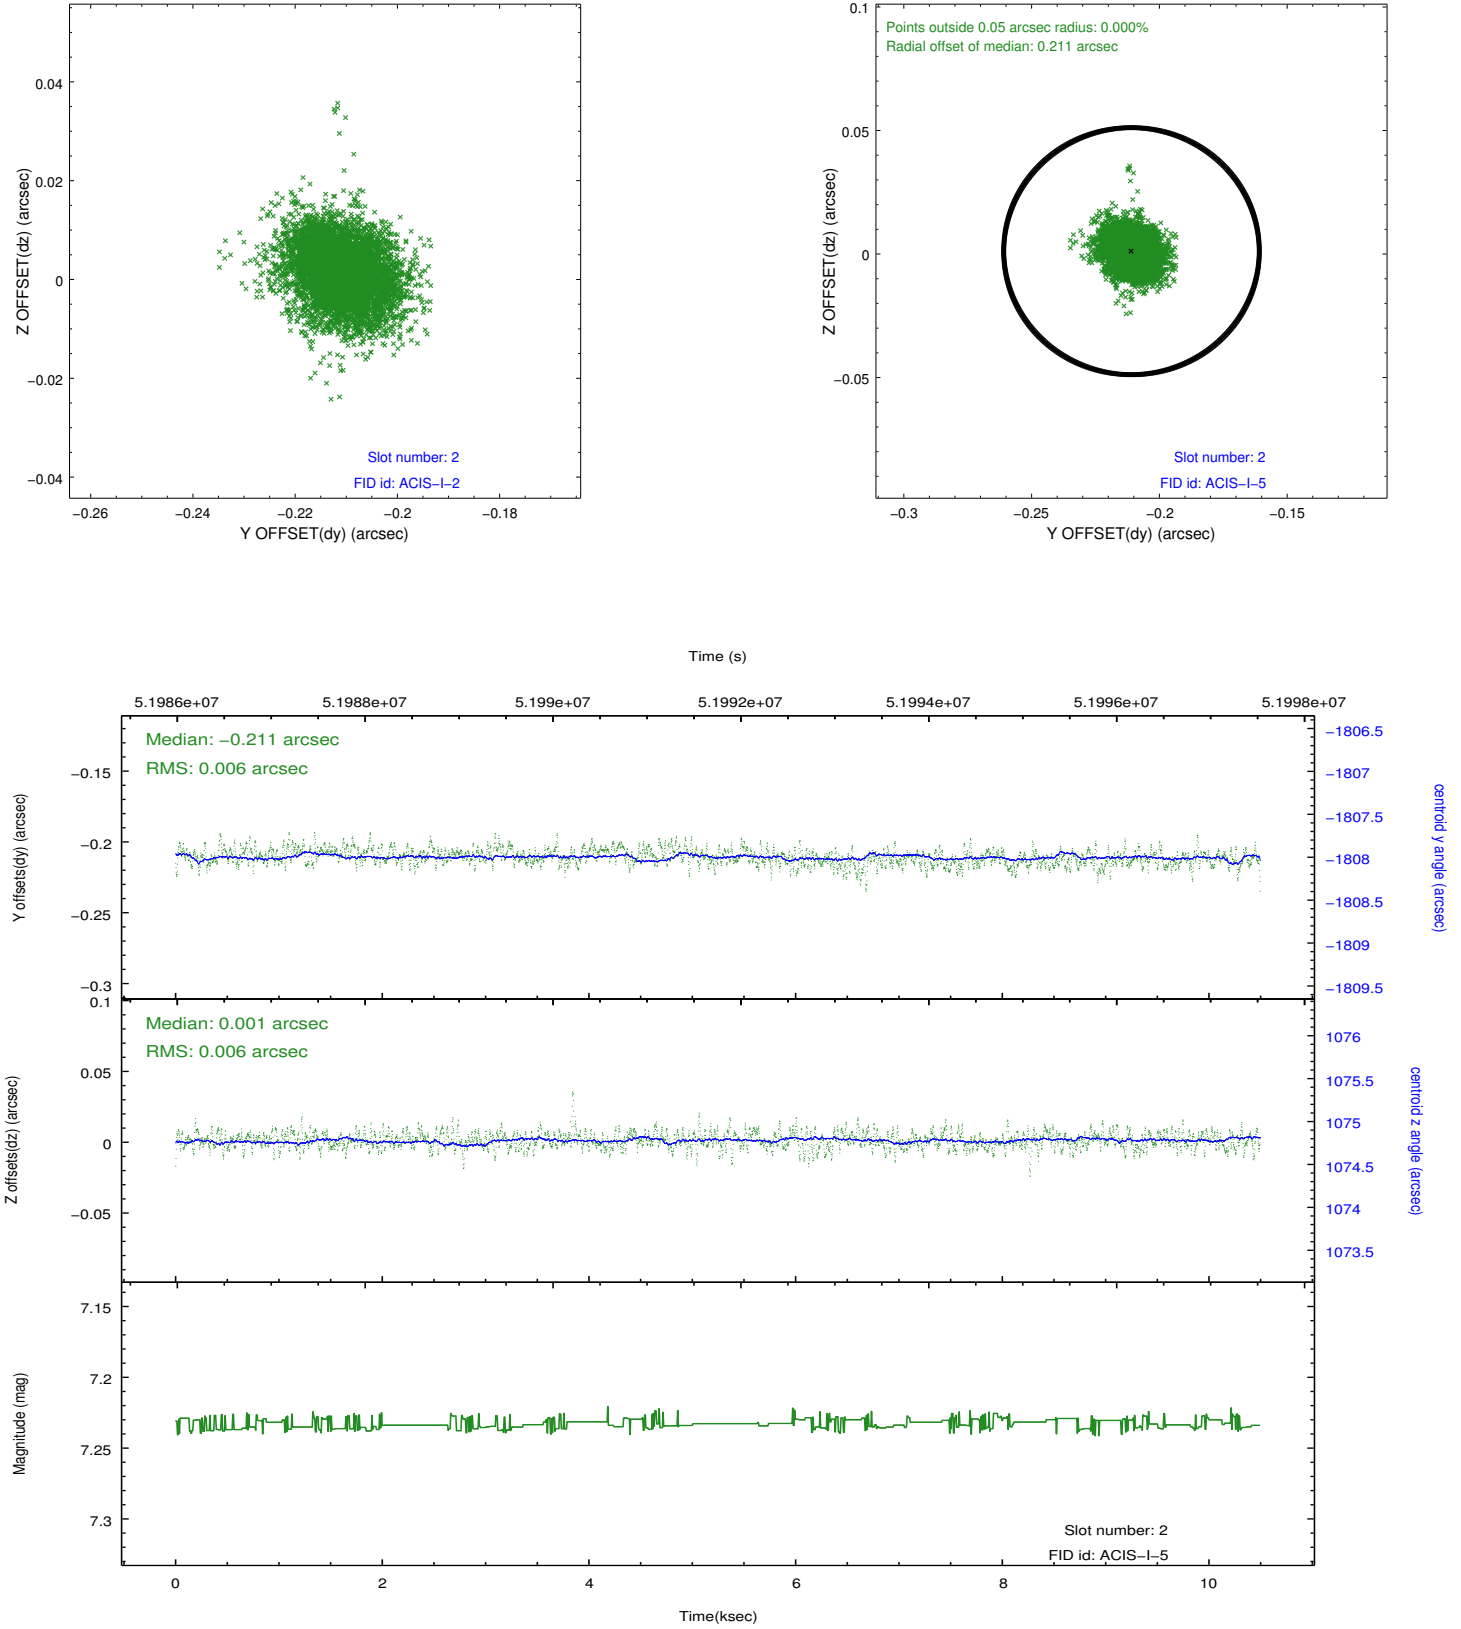 0.04
0.02
0
−0.02
−0.04
Z OFFSET(dz) (arcsec)
Slot number: 2
FID id: ACIS−I−2
−0.26
−0.24
−0.22
−0.2
−0.18
Y OFFSET(dy) (arcsec)
0.1
0.05
0
−0.05
Z OFFSET(dz) (arcsec)
Points outside 0.05 arcsec radius: 0.000%
Radial offset of median: 0.211 arcsec
Slot number: 2
FID id: ACIS−I−5
−0.3
−0.25
−0.2
−0.15
Y OFFSET(dy) (arcsec)
Time (s)
5.1986e+07
5.1988e+07
5.199e+07
5.1992e+07
5.1994e+07
5.1996e+07
5.1998e+07
Median: −0.211 arcsec
RMS: 0.006 arcsec
−0.15
−0.2
−0.25
−0.3
Y offsets(dy) (arcsec)
−1806.5
−1807
−1807.5
−1808
−1808.5
−1809
−1809.5
centroid y angle (arcsec)
Median: 0.001 arcsec
RMS: 0.006 arcsec
0.1
0.05
0
−0.05
Z offsets(dz) (arcsec)
1076
1075.5
1075
1074.5
1074
1073.5
centroid z angle (arcsec)
7.15
7.2
7.25
7.3
Magnitude (mag)
Slot number: 2
FID id: ACIS−I−5
0
2
4
6
8
10
Time(ksec)